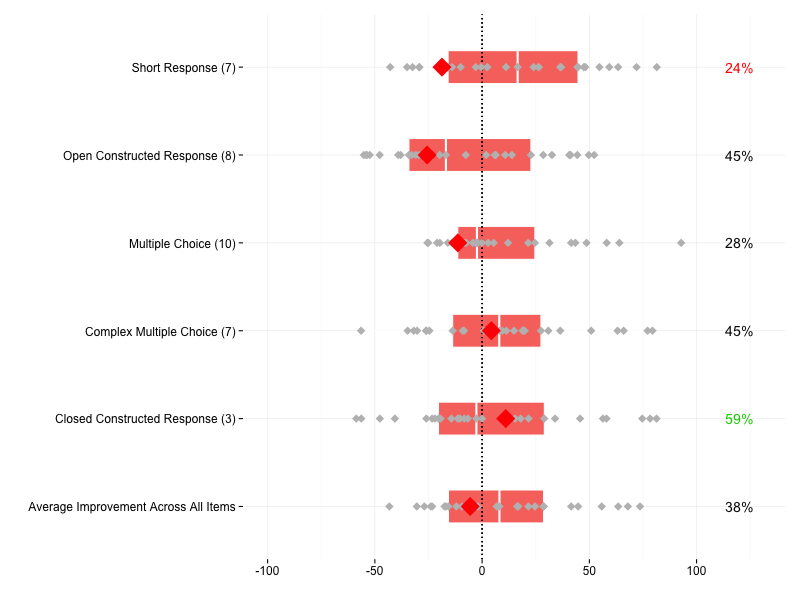 Short Response (7) 24%
Open Constructed Response (8) 45%
Multiple Choice (10) 28%
Complex Multiple Choice (7) 45%
Closed Constructed Response (3) 59%
Average Improvement Across All Items 38%
-100 -50 0 50 100